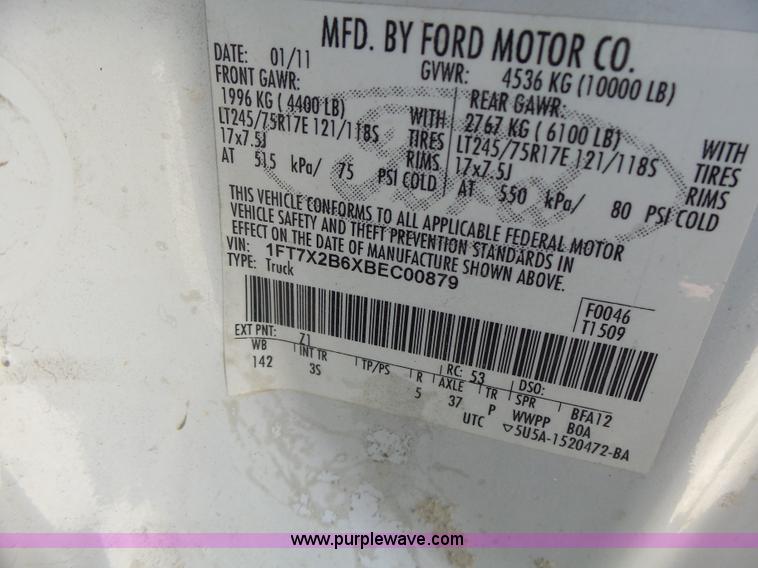 MFD. BY FORD MOTOR CO.
DATE: 01/11 GVWR: 4536 KG (10000 LB)
FRONT GAWR: REAR GAWR:
1996 KG ( 4400 LB) WITH 2767 KG ( 6100 LB) WITH
LT245/75R17E 121/118S TIRES LT245/75R17E 121/118S TIRES
17x7.5J RIMS 17x7.5J RIMS
AT 515 kPa/ 75 PSI COLD AT 550 kPa/ 80 PSI COLD
THIS VEHICLE CONFORMS TO ALL APPLICABLE FEDERAL MOTOR
VEHICLE SAFETY AND THEFT PREVENTION STANDARDS IN
EFFECT ON THE DATE OF MANUFACTURE SHOWN ABOVE.
VIN: 1FT7X2B6XBEC00879
TYPE: Truck
F0046
T1509
EXT PNT: Z1 RC: 53 DSO:
WB INT TR TP/PS R AXLE TR SPR BFA12
142 3S 5 37 P WWPP BOA
UTC ▽5U5A-1520472-BA
www.purplewave.com